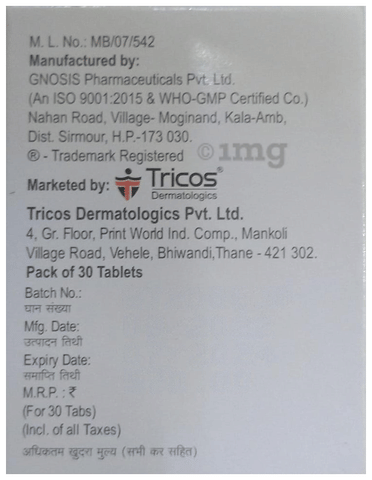 M. L. No.: MB/07/542
Manufactured by:
GNOSIS Pharmaceuticals Pvt. Ltd.
(An ISO 9001:2015 & WHO-GMP Certified Co.)
Nahan Road, Village- Moginand, Kala-Amb,
Dist. Sirmour, H.P.-173 030.
® - Trademark Registered
© 1mg
Marketed by: Tricos®
Dermatologics
Tricos Dermatologics Pvt. Ltd.
4, Gr. Floor, Print World Ind. Comp., Mankoli
Village Road, Vehele, Bhiwandi,Thane - 421 302.
Pack of 30 Tablets
Batch No.:
घान संख्या
Mfg. Date:
उत्पादन तिथी
Expiry Date:
समाप्ति तिथी
M.R.P. : ₹
(For 30 Tabs)
(Incl. of all Taxes)
अधिकतम खुदरा मुल्य (सभी कर सहित)